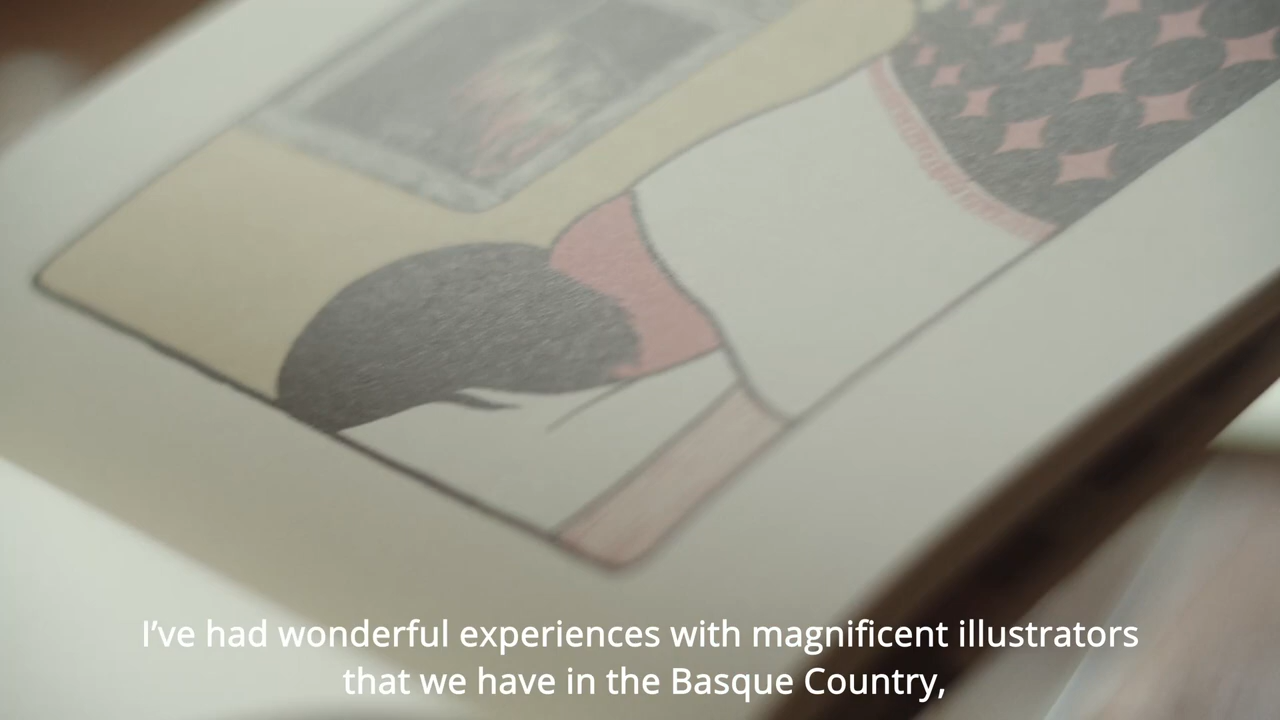 I’ve had wonderful experiences with magnificent illustrators
that we have in the Basque Country,